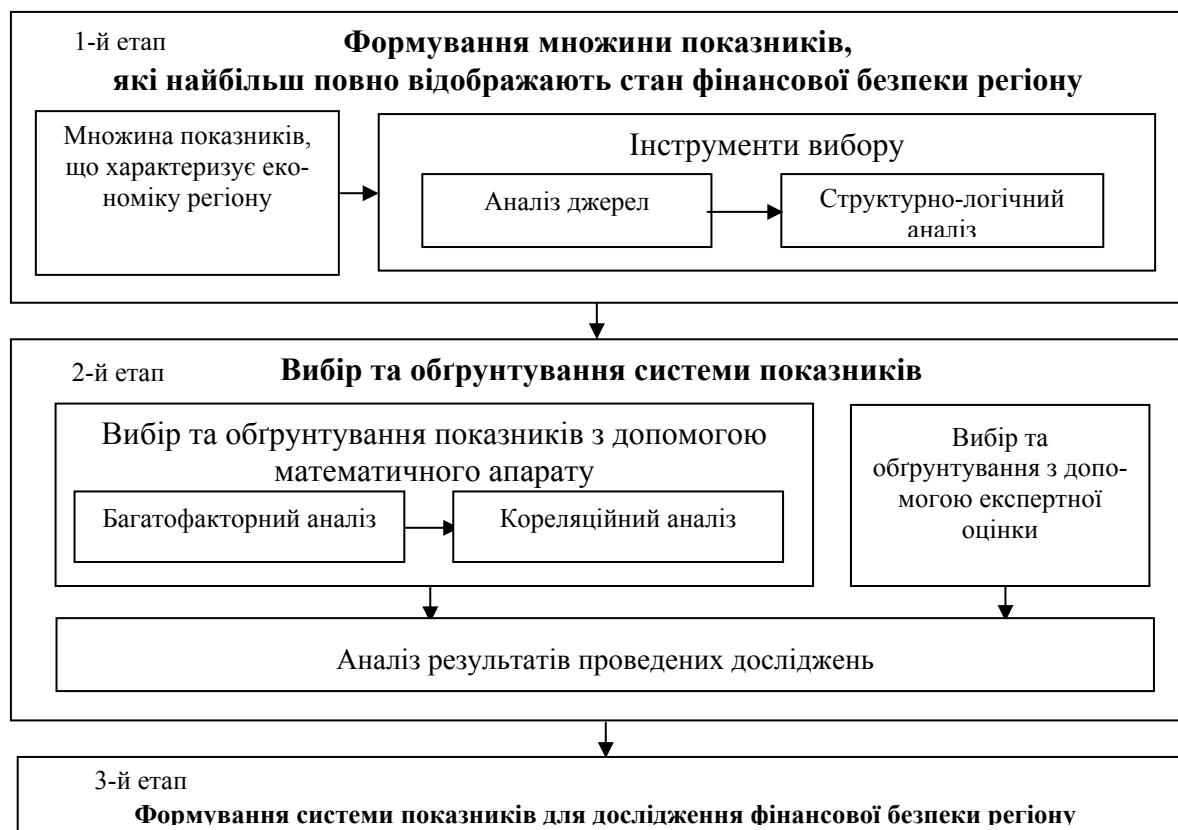 1-й етап
Формування множини показників,
які найбільш повно відображають стан фінансової безпеки регіону
Множина показників,
що характеризує еко-
номіку регіону
Інструменти вибору
Аналіз джерел
Структурно-логічний
аналіз
2-й етап
Вибір та обґрунтування системи показників
Вибір та обґрунтування показників з допомогою
математичного апарату
Багатофакторний аналіз
Кореляційний аналіз
Вибір та
обґрунтування з допо-
могою експертної
оцінки
Аналіз результатів проведених досліджень
3-й етап
Формування системи показників для дослідження фінансової безпеки регіону